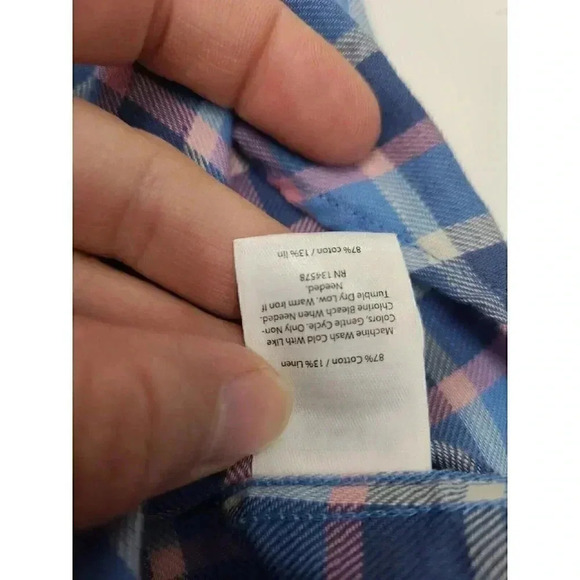 87% Cotton / 13% Linen
Machine Wash Cold With Like
Colors, Gentle Cycle. Only Non-
Chlorine Bleach When Needed.
Tumble Dry Low. Warm Iron If
Needed.
RN 134578
87% coton / 13% lin